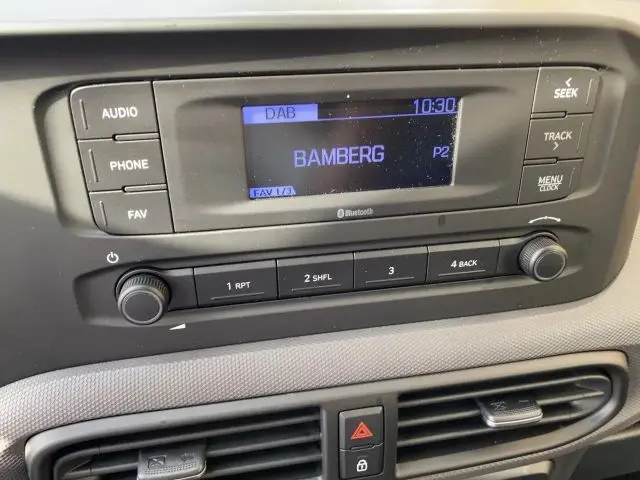 AUDIO
PHONE
FAV
DAB 10:30
BAMBERG P2
FAV 1/3
Bluetooth
< SEEK
TRACK >
MENU
CLOCK
1 RPT
2 SHFL
3
4 BACK